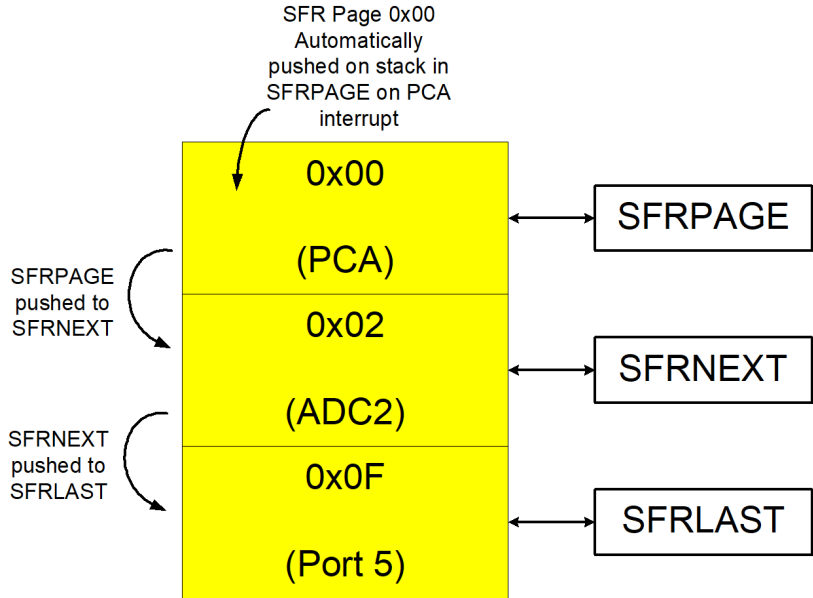 SFR Page 0x00
Automatically
pushed on stack in
SFRPAGE on PCA
interrupt
0x00
(PCA)
SFRPAGE
SFRPAGE
pushed to
SFRNEXT
0x02
(ADC2)
SFRNEXT
SFRNEXT
pushed to
SFRLAST
0x0F
(Port 5)
SFRLAST